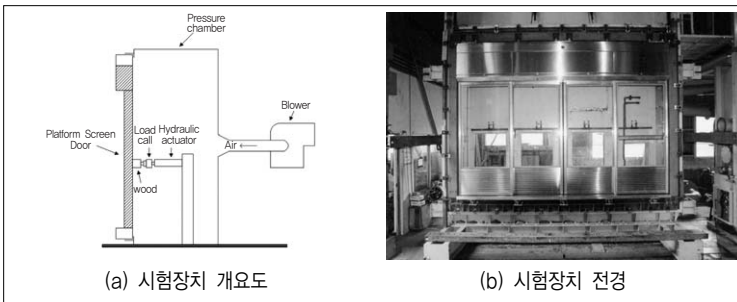 Pressure
chamber
Blower
Platform Screen
Door
Load
call
Hydraulic
actuator
Air
wood
(a) 시험장치 개요도
(b) 시험장치 전경